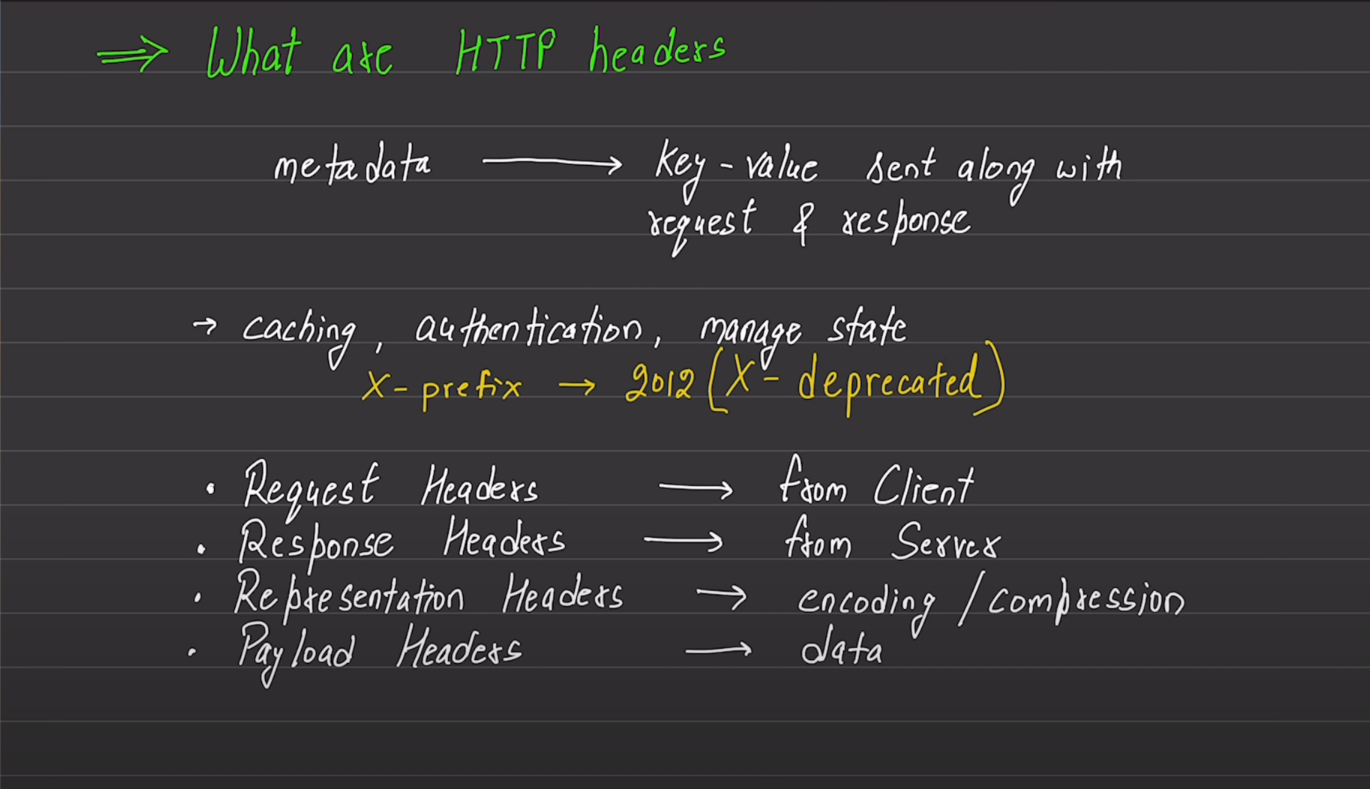 ⇒ What are HTTP headers
metadata → Key-value sent along with
request & response
→ caching, authentication, manage state
X-prefix → 2012 (X- deprecated)
• Request Headers → from Client
• Response Headers → from Server
• Representation Headers → encoding / compression
• Payload Headers → data